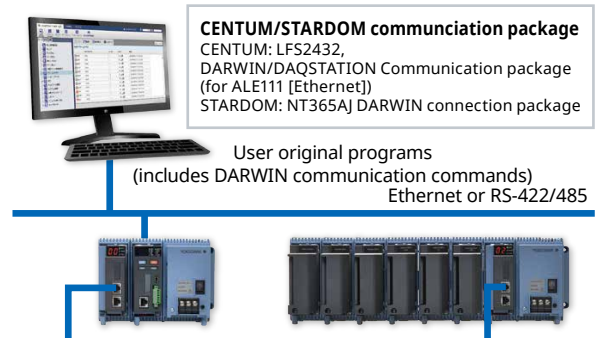 CENTUM/STARDOM communciation package
CENTUM: LFS2432,
DARWIN/DAQSTATION Communication package
(for ALE111 [Ethernet])
STARDOM: NT365AJ DARWIN connection package
User original programs
(includes DARWIN communication commands)
Ethernet or RS-422/485